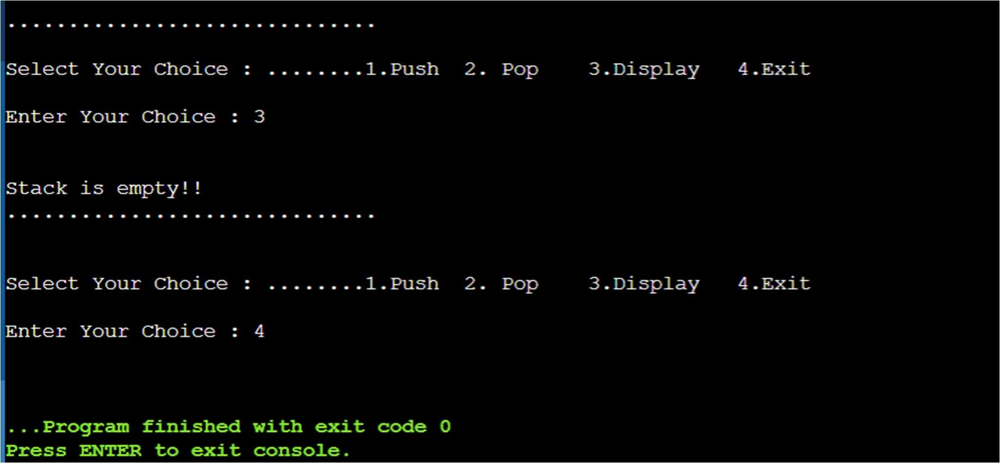 ..............................
Select Your Choice : ........1.Push  2. Pop    3.Display   4.Exit
Enter Your Choice : 3
Stack is empty!!
..............................
Select Your Choice : ........1.Push  2. Pop    3.Display   4.Exit
Enter Your Choice : 4
...Program finished with exit code 0
Press ENTER to exit console.